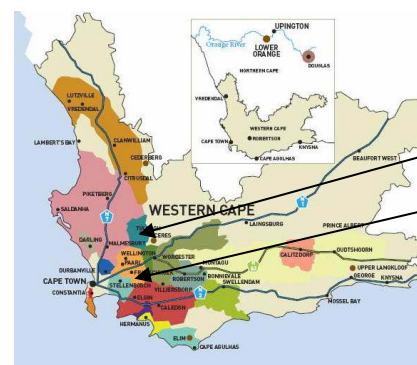 UPINGTON
Orange River
LOWER
ORANGE
DOUGLAS
NORTHERN CAPE
VREDENDAL
WESTERN CAPE
CAPE TOWN
ROBERTSON
KNYSNA
CAPE AGULHAS
LUTZVILLE
VREDENDAL
LAMBERT'S BAY
CLANWILLIAM
CEDERBERG
CITRUSDAL
BEAUFORT WEST
PIKETBERG
SALDANHA
WESTERN CAPE
CERES
LAINGSBURG
PRINCE ALBERT
DARLING
MALMESBURY
WELLINGTON
WORCESTER
MONTAGU
OUDTSHOORN
CALITZDORP
DURBANVILLE
PAARL
ROBERTSON
BONNIEVALE
UPPER LANGKLOOF
CAPE TOWN
STELLENBOSCH
VILLIERSDORP
SWELLENDAM
GEORGE
KNYSNA
CONSTANTIA
ELGIN
CALEDON
MOSSEL BAY
HERMANUS
ELIM
CAPE AGULHAS